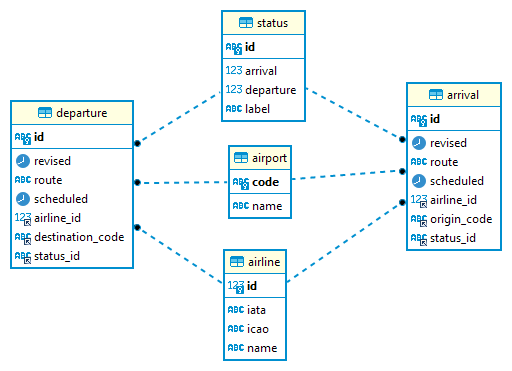 status
ABC id
123 arrival
123 departure
ABC label
departure
ABC id
revised
ABC route
scheduled
123 airline_id
ABC destination_code
ABC status_id
airport
ABC code
ABC name
arrival
ABC id
revised
ABC route
scheduled
123 airline_id
ABC origin_code
ABC status_id
airline
123 id
ABC iata
ABC icao
ABC name